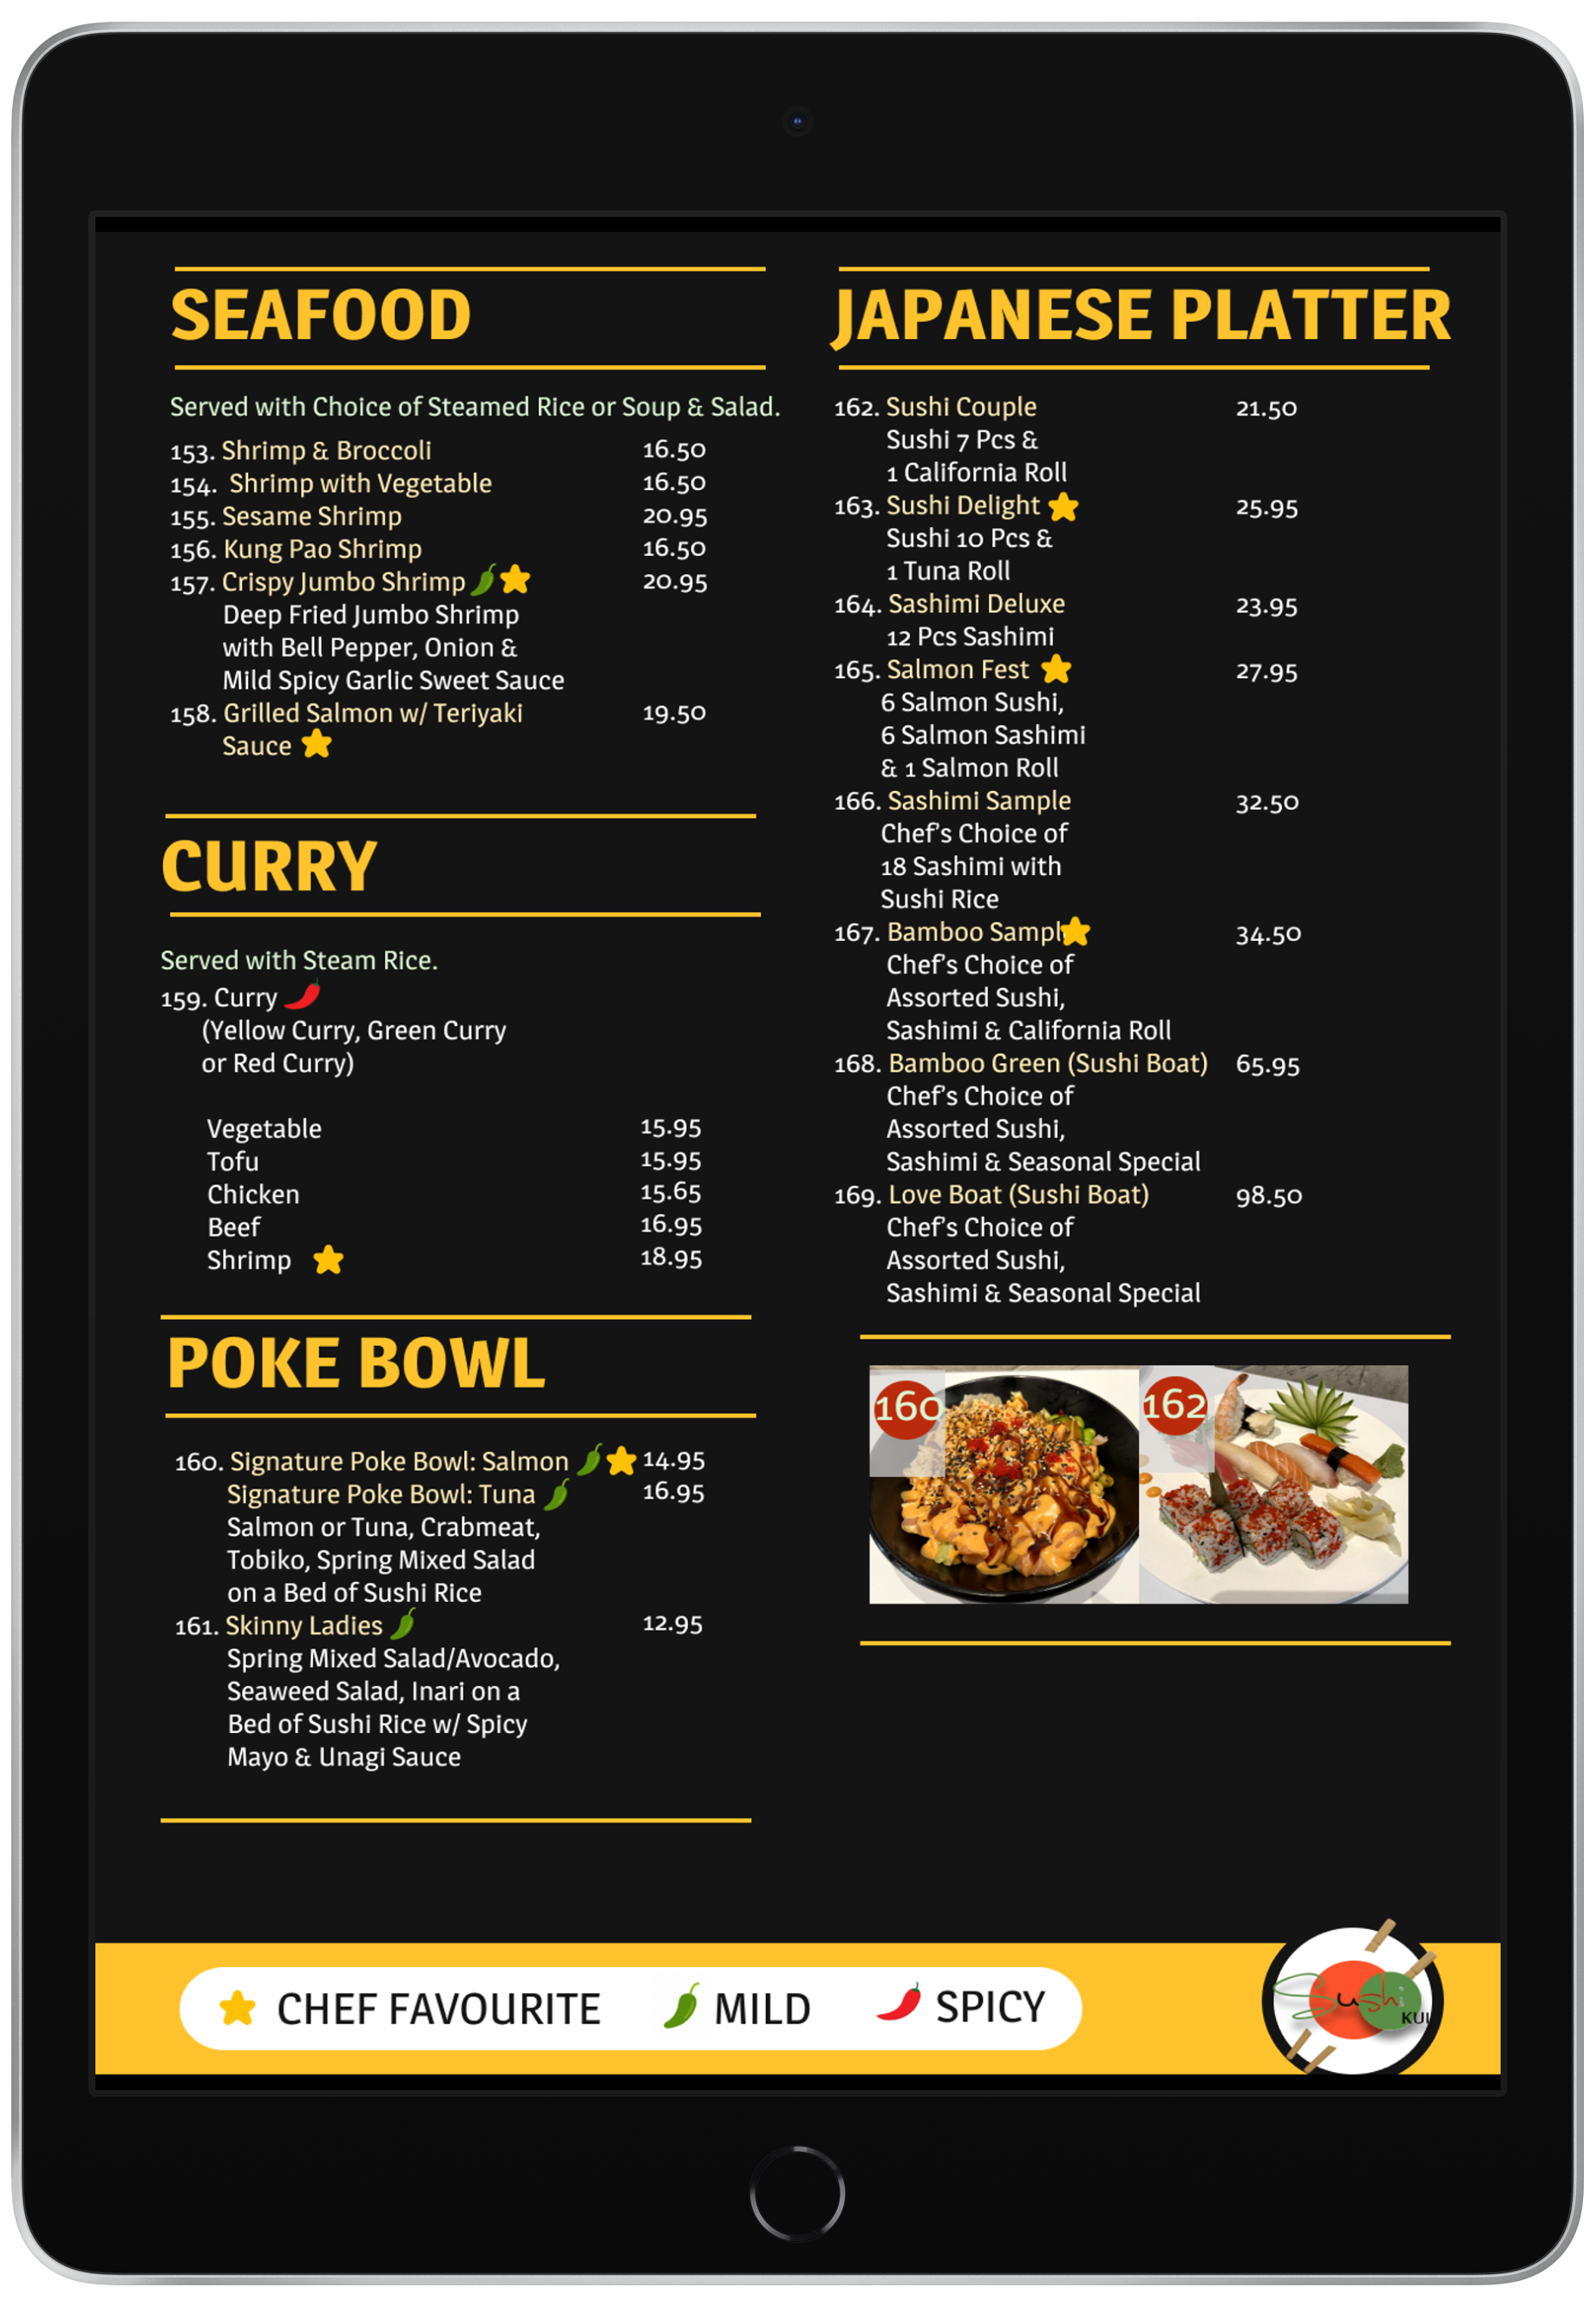 SEAFOOD
Served with Choice of Steamed Rice or Soup & Salad.
153. Shrimp & Broccoli 16.50
154. Shrimp with Vegetable 16.50
155. Sesame Shrimp 20.95
156. Kung Pao Shrimp 16.50
157. Crispy Jumbo Shrimp 20.95
Deep Fried Jumbo Shrimp
with Bell Pepper, Onion &
Mild Spicy Garlic Sweet Sauce
158. Grilled Salmon w/ Teriyaki 19.50
Sauce
CURRY
Served with Steam Rice.
159. Curry
(Yellow Curry, Green Curry
or Red Curry)
Vegetable 15.95
Tofu 15.95
Chicken 15.65
Beef 16.95
Shrimp 18.95
POKE BOWL
160. Signature Poke Bowl: Salmon 14.95
Signature Poke Bowl: Tuna 16.95
Salmon or Tuna, Crabmeat,
Tobiko, Spring Mixed Salad
on a Bed of Sushi Rice
161. Skinny Ladies 12.95
Spring Mixed Salad/Avocado,
Seaweed Salad, Inari on a
Bed of Sushi Rice w/ Spicy
Mayo & Unagi Sauce
JAPANESE PLATTER
162. Sushi Couple 21.50
Sushi 7 Pcs &
1 California Roll
163. Sushi Delight 25.95
Sushi 10 Pcs &
1 Tuna Roll
164. Sashimi Deluxe 23.95
12 Pcs Sashimi
165. Salmon Fest 27.95
6 Salmon Sushi,
6 Salmon Sashimi
& 1 Salmon Roll
166. Sashimi Sample 32.50
Chef's Choice of
18 Sashimi with
Sushi Rice
167. Bamboo Sampl 34.50
Chef's Choice of
Assorted Sushi,
Sashimi & California Roll
168. Bamboo Green (Sushi Boat) 65.95
Chef's Choice of
Assorted Sushi,
Sashimi & Seasonal Special
169. Love Boat (Sushi Boat) 98.50
Chef's Choice of
Assorted Sushi,
Sashimi & Seasonal Special
160 162
CHEF FAVOURITE MILD SPICY
Sushi
KUI